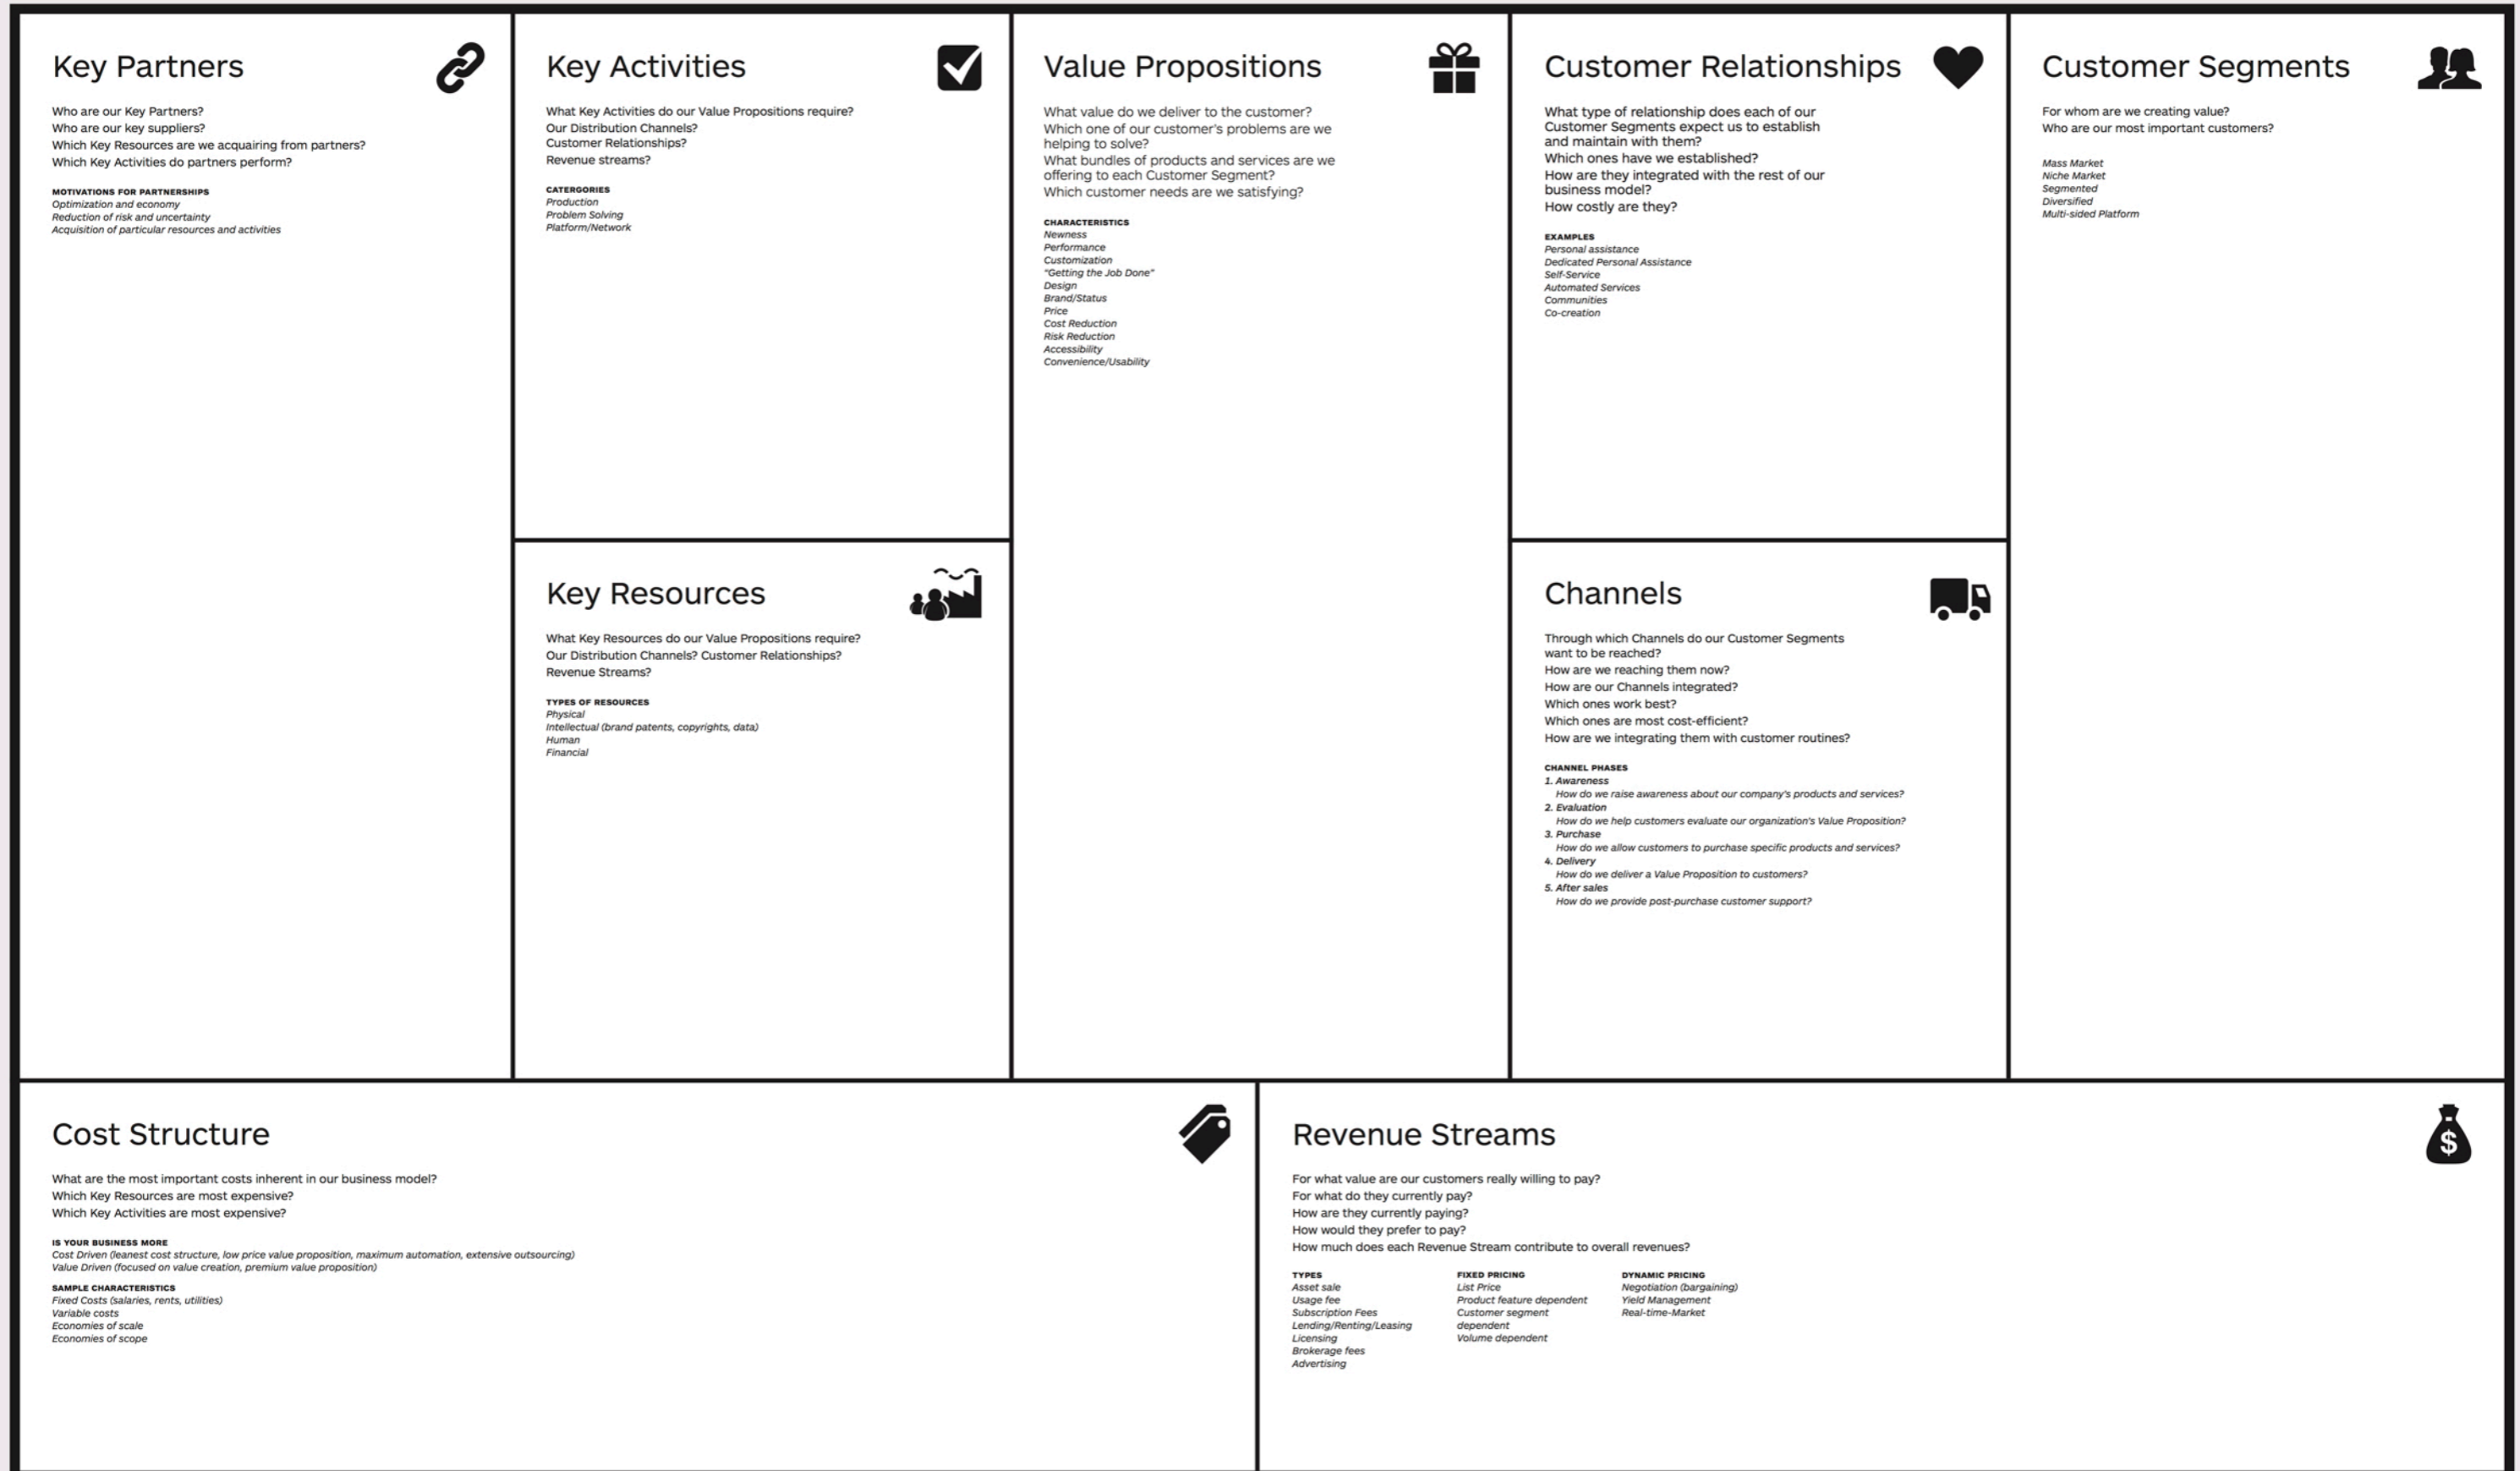 Key Partners
Who are our Key Partners?
Who are our key suppliers?
Which Key Resources are we acquairing from partners?
Which Key Activities do partners perform?
MOTIVATIONS FOR PARTNERSHIPS
Optimization and economy
Reduction of risk and uncertainty
Acquisition of particular resources and activities
Key Activities
What Key Activities do our Value Propositions require?
Our Distribution Channels?
Customer Relationships?
Revenue streams?
CATERGORIES
Production
Problem Solving
Platform/Network
Key Resources
What Key Resources do our Value Propositions require?
Our Distribution Channels? Customer Relationships?
Revenue Streams?
TYPES OF RESOURCES
Physical
Intellectual (brand patents, copyrights, data)
Human
Financial
Value Propositions
What value do we deliver to the customer?
Which one of our customer's problems are we
helping to solve?
What bundles of products and services are we
offering to each Customer Segment?
Which customer needs are we satisfying?
CHARACTERISTICS
Newness
Performance
Customization
"Getting the Job Done"
Design
Brand/Status
Price
Cost Reduction
Risk Reduction
Accessibility
Convenience/Usability
Customer Relationships
What type of relationship does each of our
Customer Segments expect us to establish
and maintain with them?
Which ones have we established?
How are they integrated with the rest of our
business model?
How costly are they?
EXAMPLES
Personal assistance
Dedicated Personal Assistance
Self-Service
Automated Services
Communities
Co-creation
Channels
Through which Channels do our Customer Segments
want to be reached?
How are we reaching them now?
How are our Channels integrated?
Which ones work best?
Which ones are most cost-efficient?
How are we integrating them with customer routines?
CHANNEL PHASES
1. Awareness
How do we raise awareness about our company's products and services?
2. Evaluation
How do we help customers evaluate our organization's Value Proposition?
3. Purchase
How do we allow customers to purchase specific products and services?
4. Delivery
How do we deliver a Value Proposition to customers?
5. After sales
How do we provide post-purchase customer support?
Customer Segments
For whom are we creating value?
Who are our most important customers?
Mass Market
Niche Market
Segmented
Diversified
Multi-sided Platform
Cost Structure
What are the most important costs inherent in our business model?
Which Key Resources are most expensive?
Which Key Activities are most expensive?
IS YOUR BUSINESS MORE
Cost Driven (leanest cost structure, low price value proposition, maximum automation, extensive outsourcing)
Value Driven (focused on value creation, premium value proposition)
SAMPLE CHARACTERISTICS
Fixed Costs (salaries, rents, utilities)
Variable costs
Economies of scale
Economies of scope
Revenue Streams
$
For what value are our customers really willing to pay?
For what do they currently pay?
How are they currently paying?
How would they prefer to pay?
How much does each Revenue Stream contribute to overall revenues?
TYPES
Asset sale
Usage fee
Subscription Fees
Lending/Renting/Leasing
Licensing
Brokerage fees
Advertising
FIXED PRICING
List Price
Product feature dependent
Customer segment
dependent
Volume dependent
DYNAMIC PRICING
Negotiation (bargaining)
Yield Management
Real-time-Market